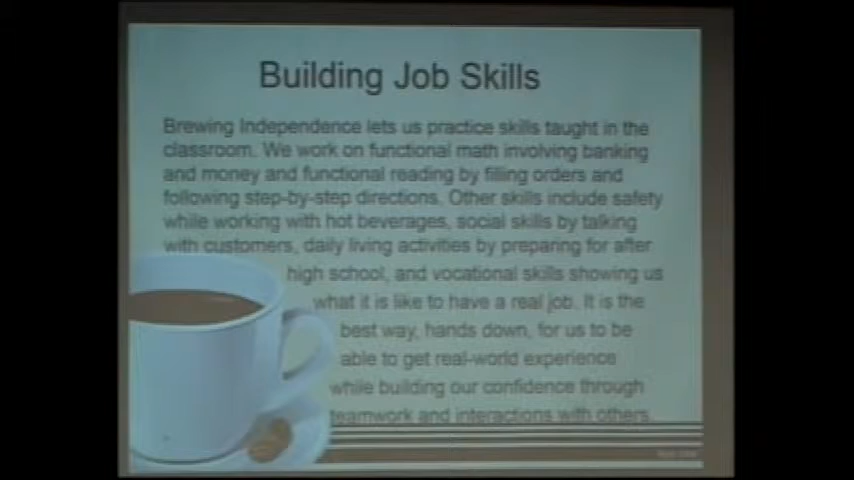 Building Job Skills
Brewing Independence lets us practice skills taught in the
classroom. We work on functional math involving banking
and money and functional reading by filling orders and
following step-by-step directions. Other skills include safety
while working with hot beverages, social skills by talking
with customers, daily living activities by preparing for after
high school, and vocational skills showing us
what it is like to have a real job. It is the
best way, hands down, for us to be
able to get real-world experience
while building our confidence through
teamwork and interactions with others.